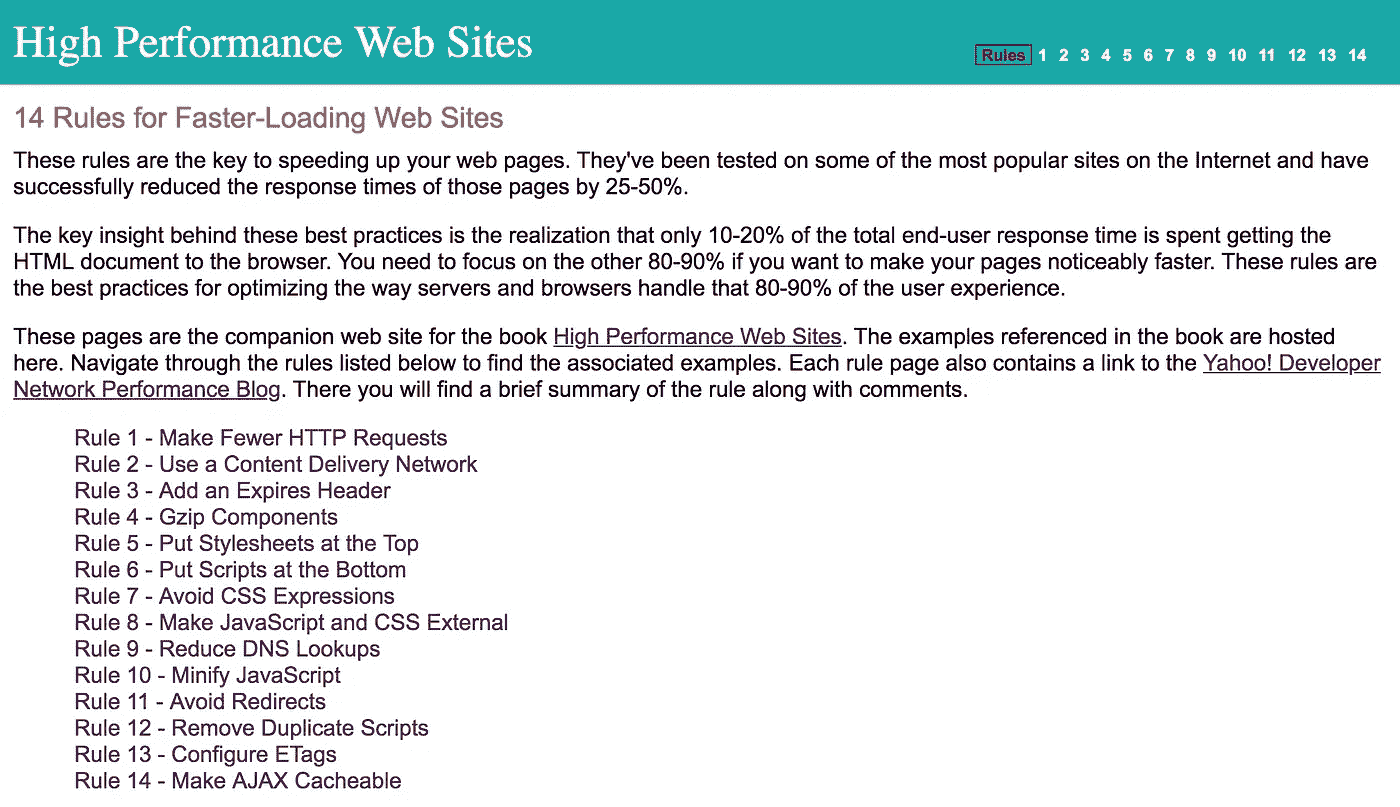 High Performance Web Sites
Rules 1 2 3 4 5 6 7 8 9 10 11 12 13 14
14 Rules for Faster-Loading Web Sites
These rules are the key to speeding up your web pages. They've been tested on some of the most popular sites on the Internet and have
successfully reduced the response times of those pages by 25-50%.
The key insight behind these best practices is the realization that only 10-20% of the total end-user response time is spent getting the
HTML document to the browser. You need to focus on the other 80-90% if you want to make your pages noticeably faster. These rules are
the best practices for optimizing the way servers and browsers handle that 80-90% of the user experience.
These pages are the companion web site for the book High Performance Web Sites. The examples referenced in the book are hosted
here. Navigate through the rules listed below to find the associated examples. Each rule page also contains a link to the Yahoo! Developer
Network Performance Blog. There you will find a brief summary of the rule along with comments.
Rule 1 - Make Fewer HTTP Requests
Rule 2 - Use a Content Delivery Network
Rule 3 - Add an Expires Header
Rule 4 - Gzip Components
Rule 5 - Put Stylesheets at the Top
Rule 6 - Put Scripts at the Bottom
Rule 7 - Avoid CSS Expressions
Rule 8 - Make JavaScript and CSS External
Rule 9 - Reduce DNS Lookups
Rule 10 - Minify JavaScript
Rule 11 - Avoid Redirects
Rule 12 - Remove Duplicate Scripts
Rule 13 - Configure ETags
Rule 14 - Make AJAX Cacheable